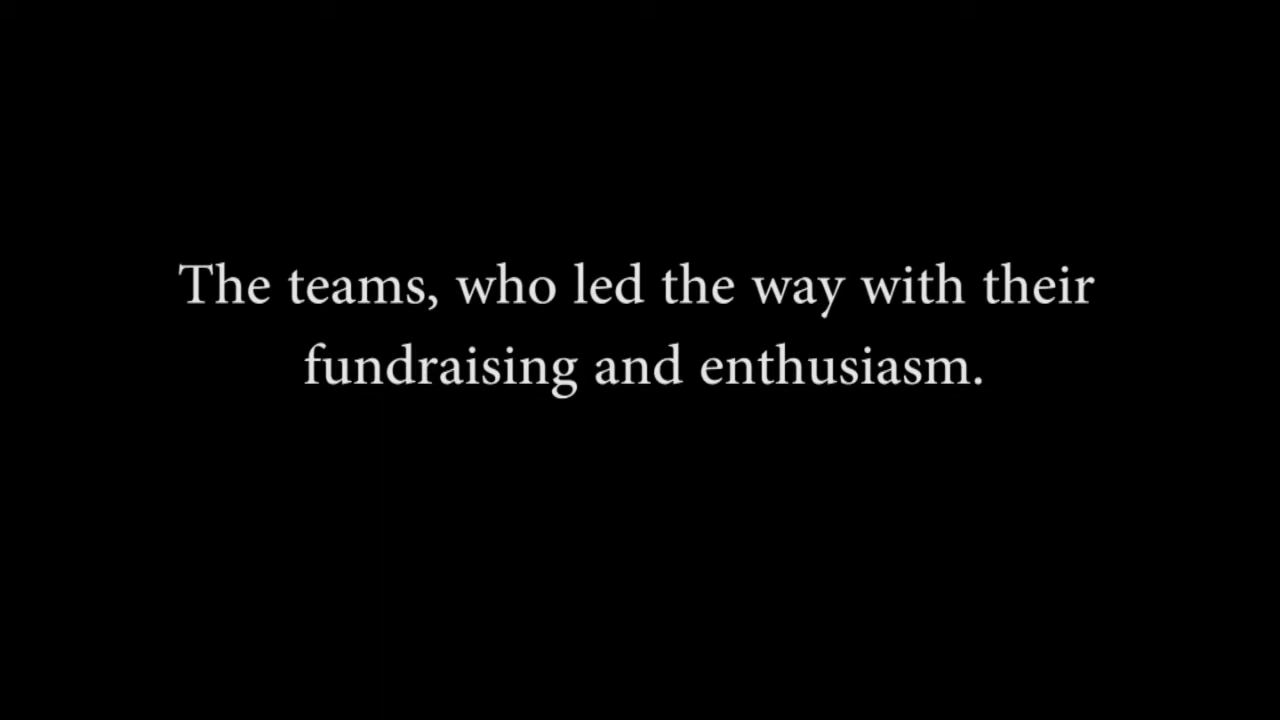 The teams, who led the way with their
fundraising and enthusiasm.